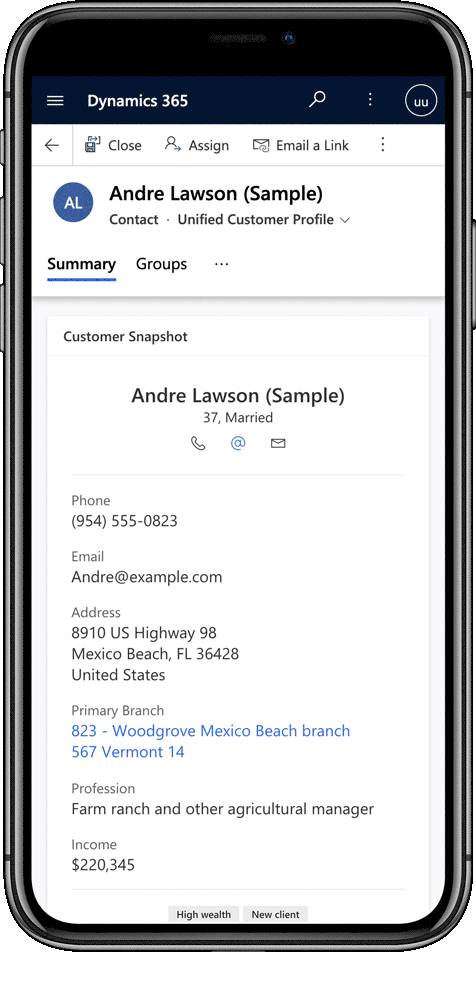 Dynamics 365
uu
Close Assign Email a Link
AL
Andre Lawson (Sample)
Contact · Unified Customer Profile
Summary Groups ...
Customer Snapshot
Andre Lawson (Sample)
37, Married
@
Phone
(954) 555-0823
Email
Andre@example.com
Address
8910 US Highway 98
Mexico Beach, FL 36428
United States
Primary Branch
823 - Woodgrove Mexico Beach branch
567 Vermont 14
Profession
Farm ranch and other agricultural manager
Income
$220,345
High wealth New client